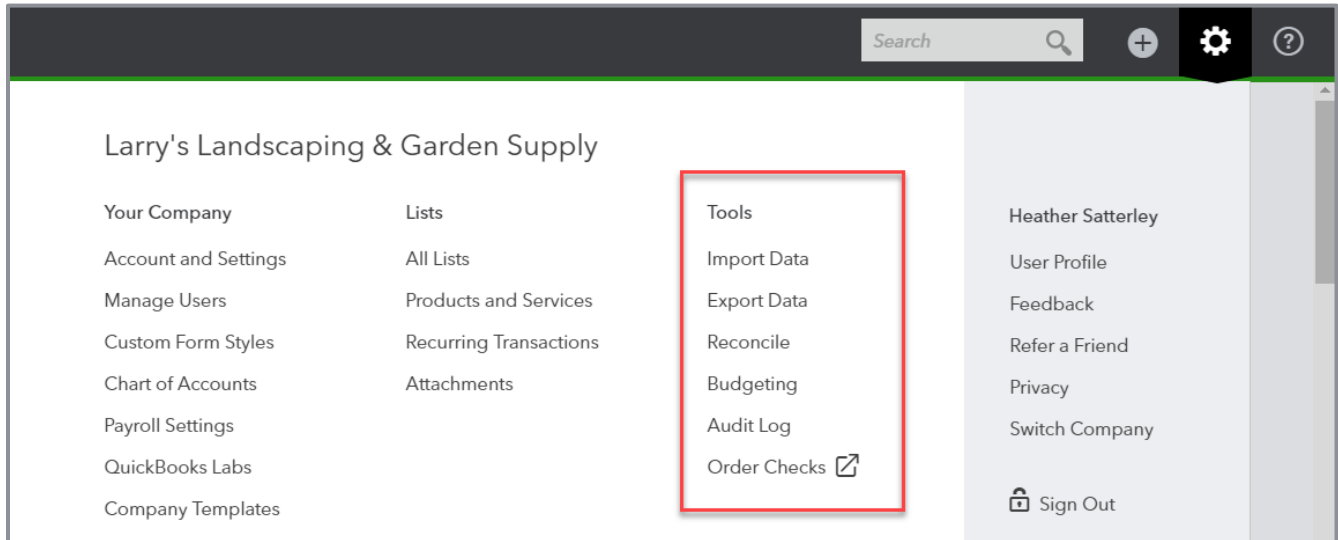 Search
?
Larry's Landscaping & Garden Supply
Your Company
Account and Settings
Manage Users
Custom Form Styles
Chart of Accounts
Payroll Settings
QuickBooks Labs
Company Templates
Lists
All Lists
Products and Services
Recurring Transactions
Attachments
Tools
Import Data
Export Data
Reconcile
Budgeting
Audit Log
Order Checks
Heather Satterley
User Profile
Feedback
Refer a Friend
Privacy
Switch Company
Sign Out